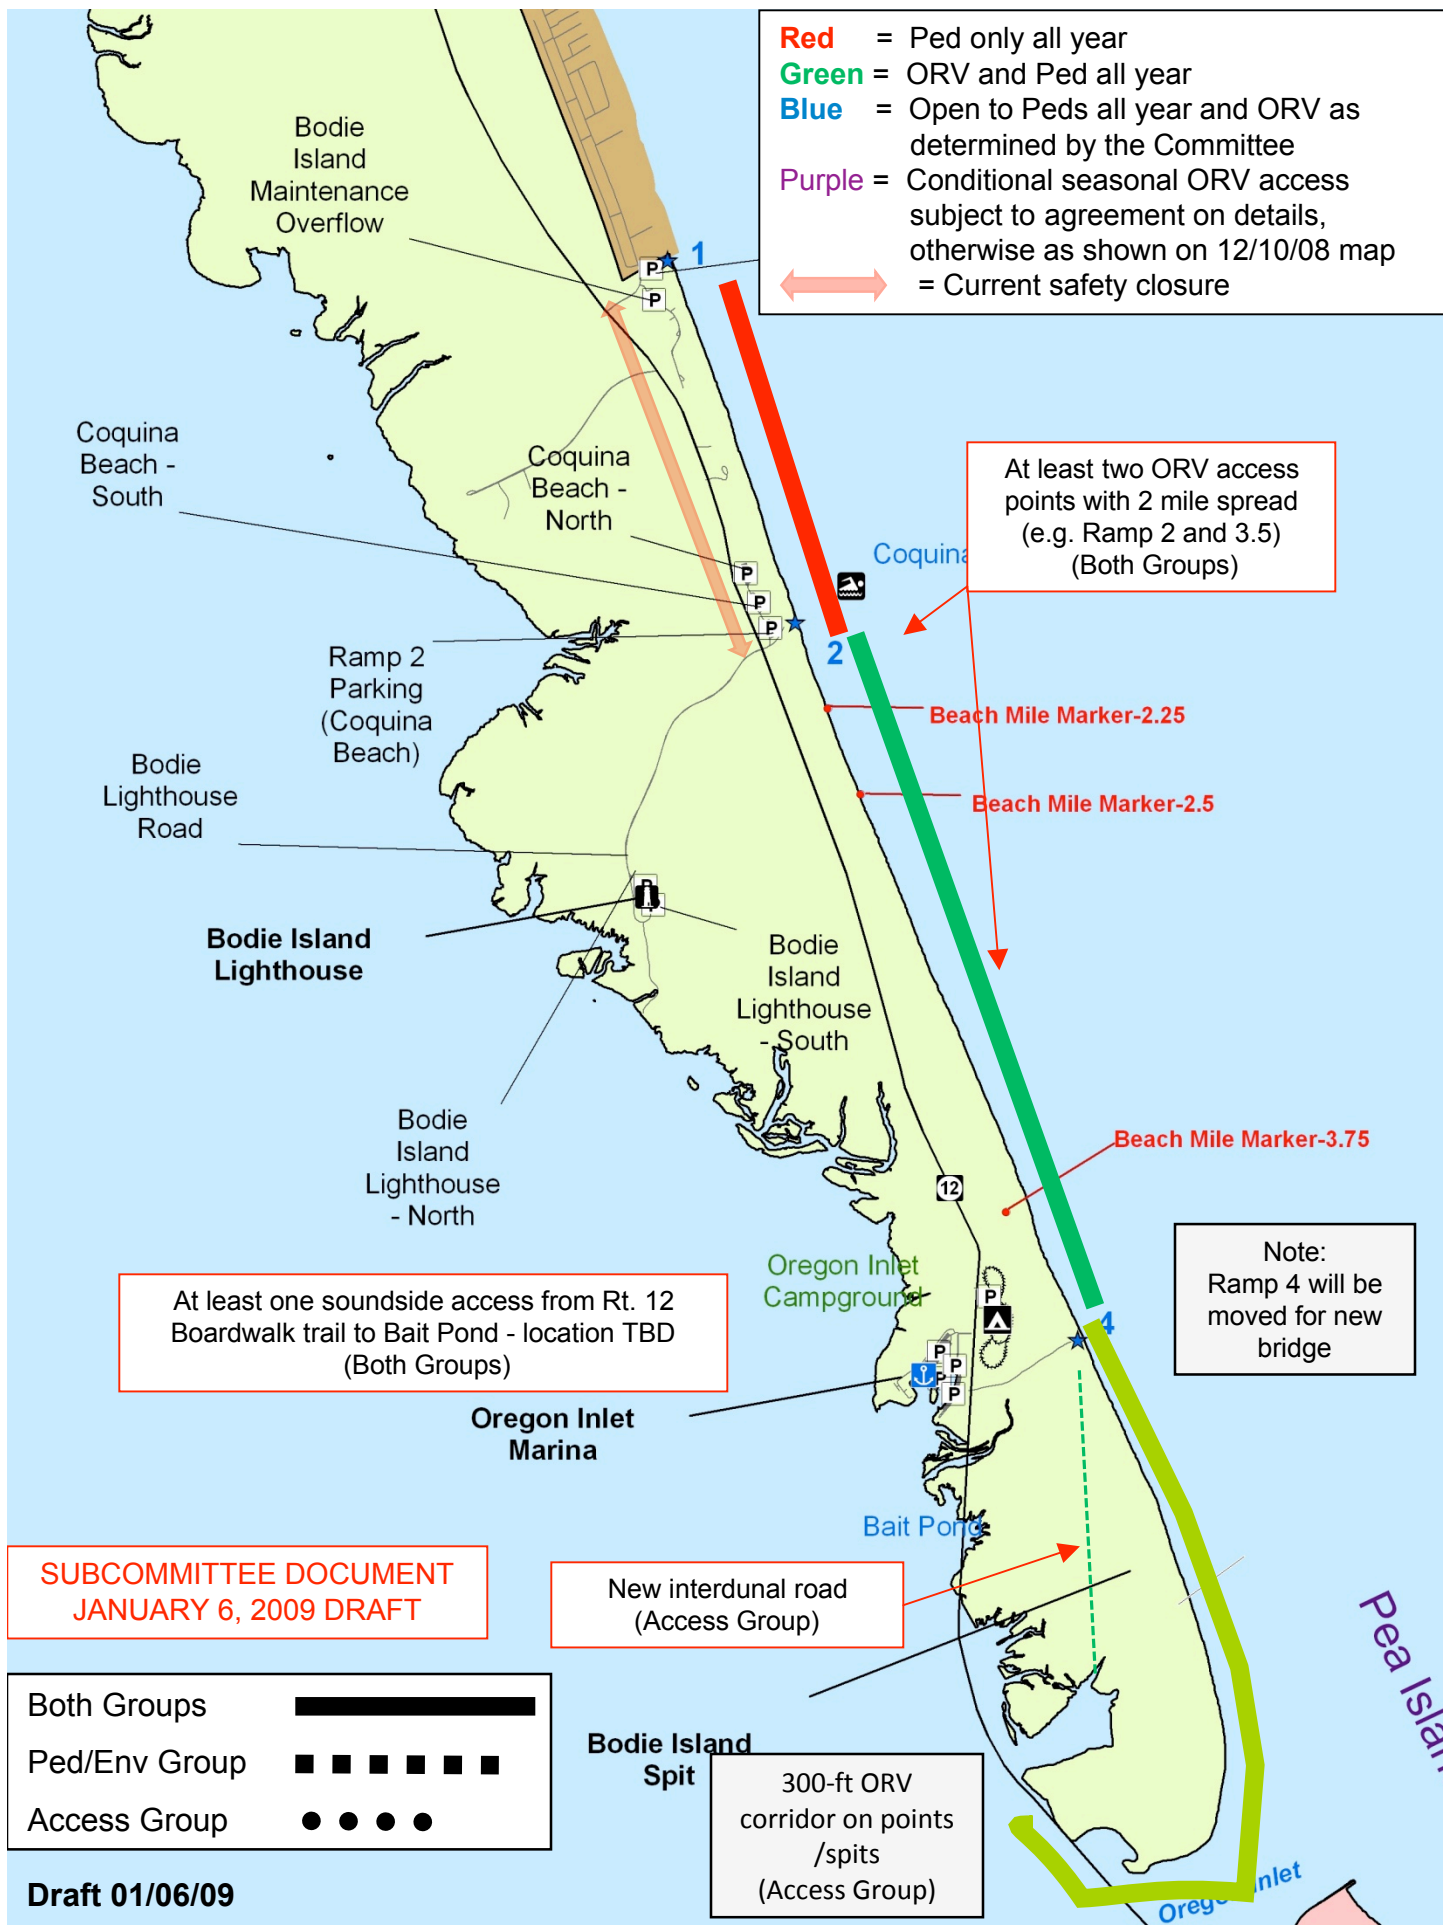 Red = Ped only all year
Green = ORV and Ped all year
Blue = Open to Peds all year and ORV as
determined by the Committee
Purple = Conditional seasonal ORV access
subject to agreement on details,
otherwise as shown on 12/10/08 map
= Current safety closure
Bodie
Island
Maintenance
Overflow
1
P
P
Coquina
Beach -
South
Coquina
Beach -
North
At least two ORV access
points with 2 mile spread
(e.g. Ramp 2 and 3.5)
(Both Groups)
Coquina
P
P
P
2
Ramp 2
Parking
(Coquina
Beach)
Beach Mile Marker-2.25
Beach Mile Marker-2.5
Bodie
Lighthouse
Road
P
Bodie Island
Lighthouse
Bodie
Island
Lighthouse
- South
Bodie
Island
Lighthouse
- North
Beach Mile Marker-3.75
12
Note:
Ramp 4 will be
moved for new
bridge
Oregon Inlet
Campground
P
4
At least one soundside access from Rt. 12
Boardwalk trail to Bait Pond - location TBD
(Both Groups)
P
P
P
P
Oregon Inlet
Marina
Bait Pond
SUBCOMMITTEE DOCUMENT
JANUARY 6, 2009 DRAFT
New interdunal road
(Access Group)
Pea Islan
Both Groups
Ped/Env Group
Access Group
Bodie Island
Spit
300-ft ORV
corridor on points
/spits
(Access Group)
Oregon Inlet
Draft 01/06/09